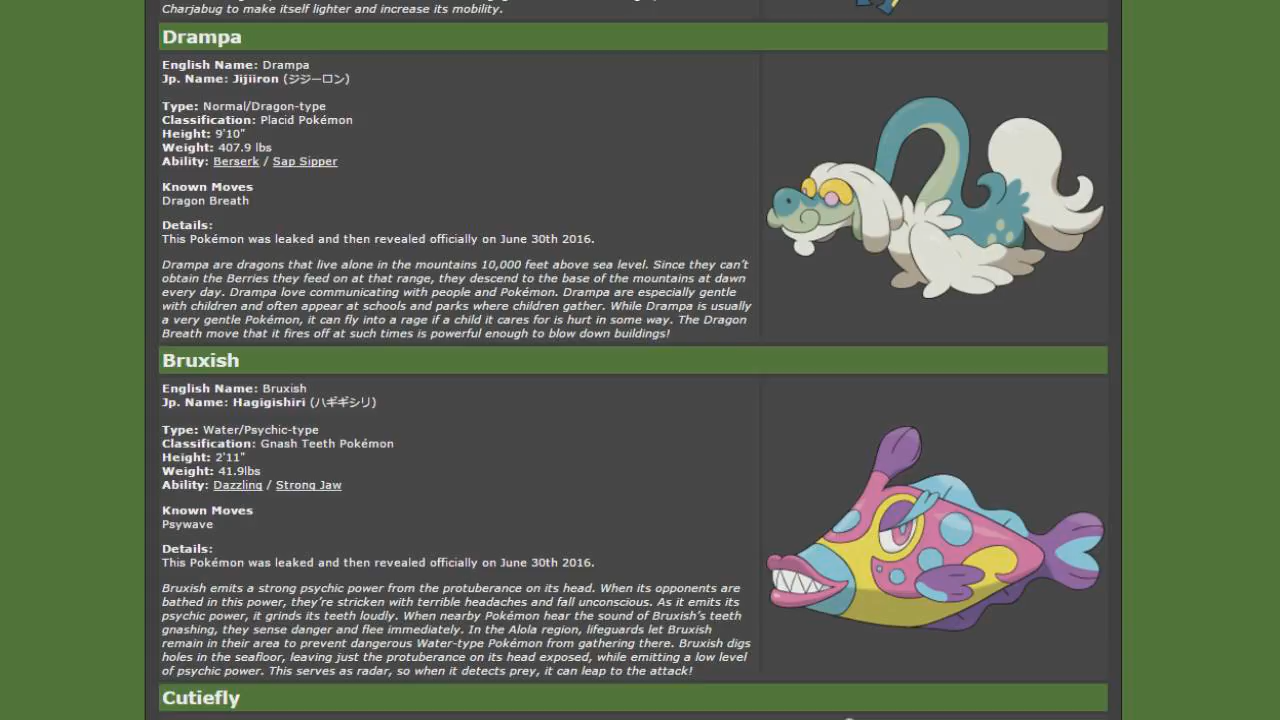 Charjabug to make itself lighter and increase its mobility.
Drampa
English Name: Drampa
Jp. Name: Jijiiron (ジジーロン)
Type: Normal/Dragon-type
Classification: Placid Pokémon
Height: 9'10"
Weight: 407.9 lbs
Ability: Berserk / Sap Sipper
Known Moves
Dragon Breath
Details:
This Pokémon was leaked and then revealed officially on June 30th 2016.
Drampa are dragons that live alone in the mountains 10,000 feet above sea level. Since they can't
obtain the Berries they feed on at that range, they descend to the base of the mountains at dawn
every day. Drampa love communicating with people and Pokémon. Drampa are especially gentle
with children and often appear at schools and parks where children gather. While Drampa is usually
a very gentle Pokémon, it can fly into a rage if a child it cares for is hurt in some way. The Dragon
Breath move that it fires off at such times is powerful enough to blow down buildings!
Bruxish
English Name: Bruxish
Jp. Name: Hagigishiri (ハギギシリ)
Type: Water/Psychic-type
Classification: Gnash Teeth Pokémon
Height: 2'11"
Weight: 41.9lbs
Ability: Dazzling / Strong Jaw
Known Moves
Psywave
Details:
This Pokémon was leaked and then revealed officially on June 30th 2016.
Bruxish emits a strong psychic power from the protuberance on its head. When its opponents are
bathed in this power, they're stricken with terrible headaches and fall unconscious. As it emits its
psychic power, it grinds its teeth loudly. When nearby Pokémon hear the sound of Bruxish's teeth
gnashing, they sense danger and flee immediately. In the Alola region, lifeguards let Bruxish
remain in their area to prevent dangerous Water-type Pokémon from gathering there. Bruxish digs
holes in the seafloor, leaving just the protuberance on its head exposed, while emitting a low level
of psychic power. This serves as radar, so when it detects prey, it can leap to the attack!
Cutiefly